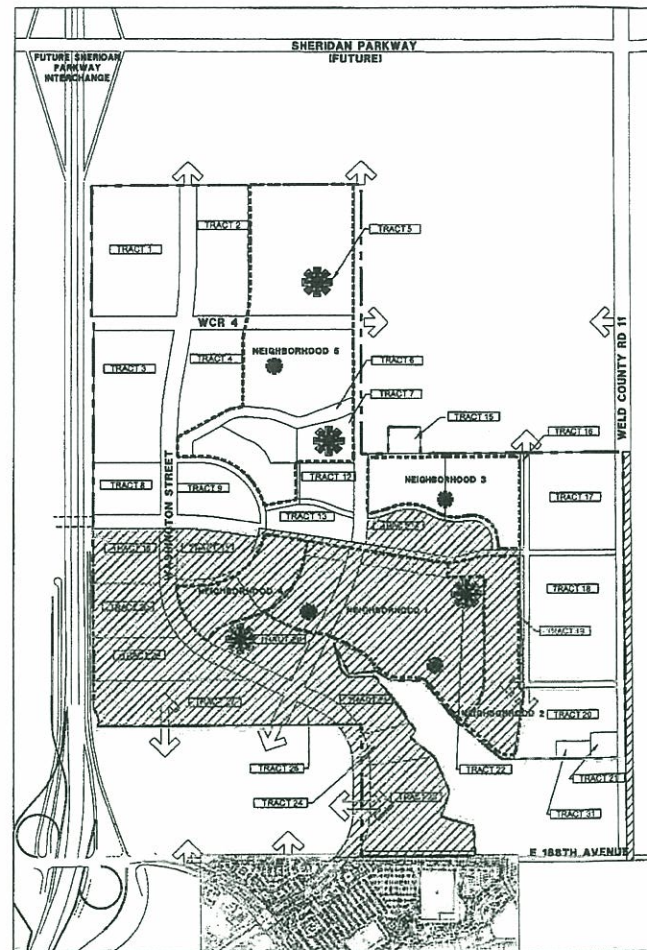 SHERIDAN PARKWAY
(FUTURE)
FUTURE SHERIDAN
PARKWAY
INTERCHANGE
TRACT 1
TRACT 2
TRACT 5
WCR 4
WELD COUNTY RD 11
TRACT 3
TRACT 4
NEIGHBORHOOD 5
TRACT 6
TRACT 7
TRACT 15
TRACT 16
WASHINGTON STREET
TRACT 8
TRACT 9
TRACT 12
TRACT 13
NEIGHBORHOOD 3
TRACT 17
TRACT 18
NEIGHBORHOOD 4
NEIGHBORHOOD 1
TRACT 19
NEIGHBORHOOD 2
TRACT 20
TRACT 25
TRACT 22
TRACT 21
TRACT 24
TRACT 31
E 168TH AVENUE